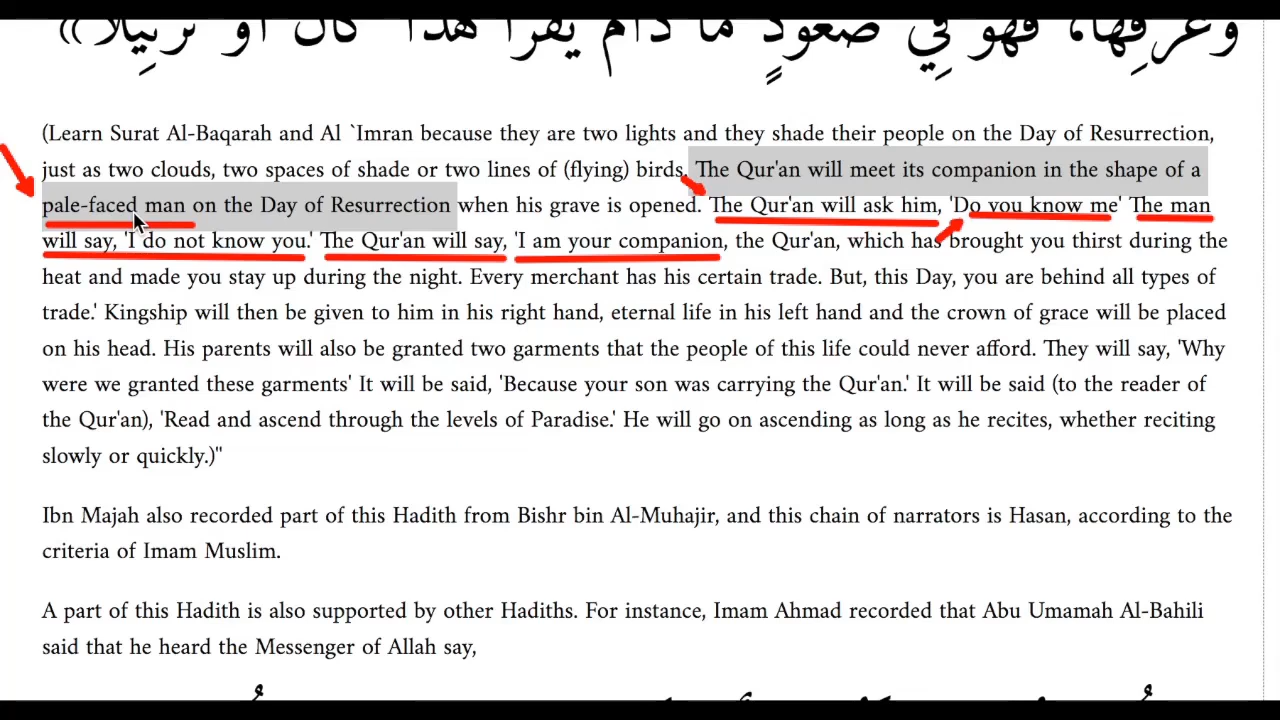 وعرفها، فهو في صعود ما دام يقرأ هذا كان أو ترتيلا»
(Learn Surat Al-Baqarah and Al `Imran because they are two lights and they shade their people on the Day of Resurrection,
just as two clouds, two spaces of shade or two lines of (flying) birds. The Qur'an will meet its companion in the shape of a
pale-faced man on the Day of Resurrection when his grave is opened. The Qur'an will ask him, 'Do you know me' The man
will say, 'I do not know you.' The Qur'an will say, 'I am your companion, the Qur'an, which has brought you thirst during the
heat and made you stay up during the night. Every merchant has his certain trade. But, this Day, you are behind all types of
trade.' Kingship will then be given to him in his right hand, eternal life in his left hand and the crown of grace will be placed
on his head. His parents will also be granted two garments that the people of this life could never afford. They will say, 'Why
were we granted these garments' It will be said, 'Because your son was carrying the Qur'an.' It will be said (to the reader of
the Qur'an), 'Read and ascend through the levels of Paradise.' He will go on ascending as long as he recites, whether reciting
slowly or quickly.)"
Ibn Majah also recorded part of this Hadith from Bishr bin Al-Muhajir, and this chain of narrators is Hasan, according to the
criteria of Imam Muslim.
A part of this Hadith is also supported by other Hadiths. For instance, Imam Ahmad recorded that Abu Umamah Al-Bahili
said that he heard the Messenger of Allah say,